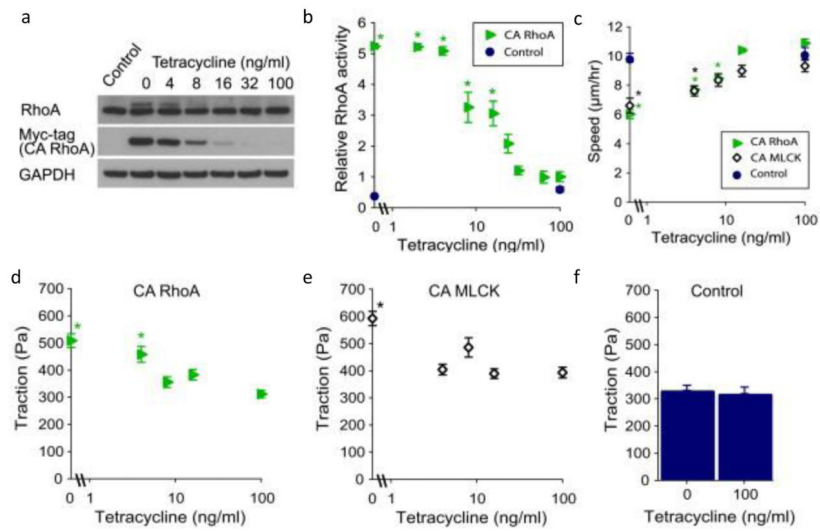 a
Control
Tetracycline (ng/ml)
0 4 8 16 32 100
RhoA
Myc-tag
(CA RhoA)
GAPDH
b
Relative RhoA activity
6
5
4
3
2
1
0
0 1 10 100
Tetracycline (ng/ml)
* * * * *
CA RhoA
Control
c
Speed (μm/hr)
12
10
8
6
4
2
0
0 1 10 100
Tetracycline (ng/ml)
* * * * *
CA RhoA
CA MLCK
Control
d
CA RhoA
Traction (Pa)
700
600
500
400
300
200
100
0
0 1 10 100
Tetracycline (ng/ml)
* *
e
CA MLCK
Traction (Pa)
700
600
500
400
300
200
100
0
0 1 10 100
Tetracycline (ng/ml)
*
f
Control
Traction (Pa)
700
600
500
400
300
200
100
0
0 100
Tetracycline (ng/ml)